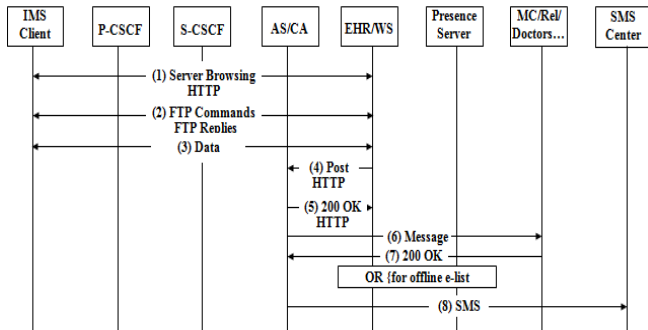 IMS
Client
P-CSCF
S-CSCF
AS/CA
EHR/WS
Presence
Server
MC/Rel/
Doctors...
SMS
Center
(1) Server Browsing
HTTP
(2) FTP Commands
FTP Replies
(3) Data
(4) Post
HTTP
(5) 200 OK
HTTP
(6) Message
(7) 200 OK
OR {for offline e-list
(8) SMS